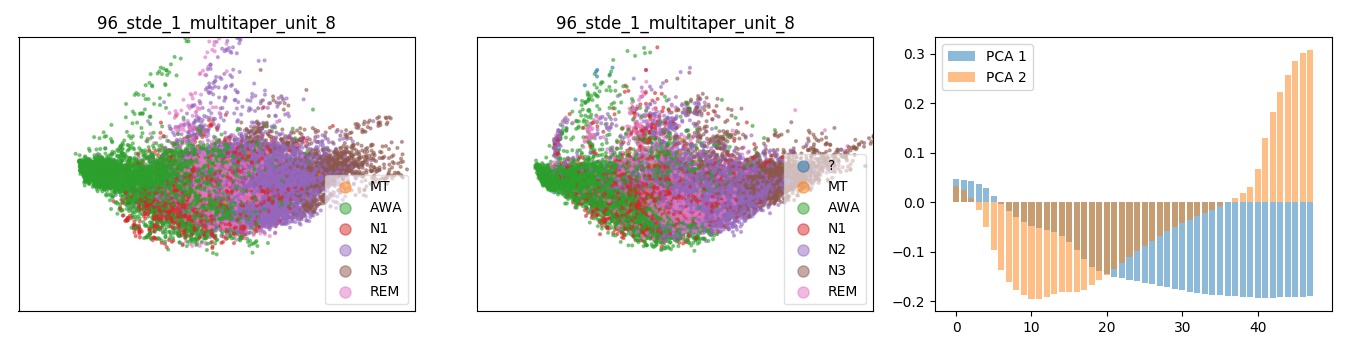 96_stde_1_multitaper_unit_8
MT
AWA
N1
N2
N3
REM
96_stde_1_multitaper_unit_8
?
MT
AWA
N1
N2
N3
REM
PCA 1
PCA 2
0.3
0.2
0.1
0.0
−0.1
−0.2
0
10
20
30
40